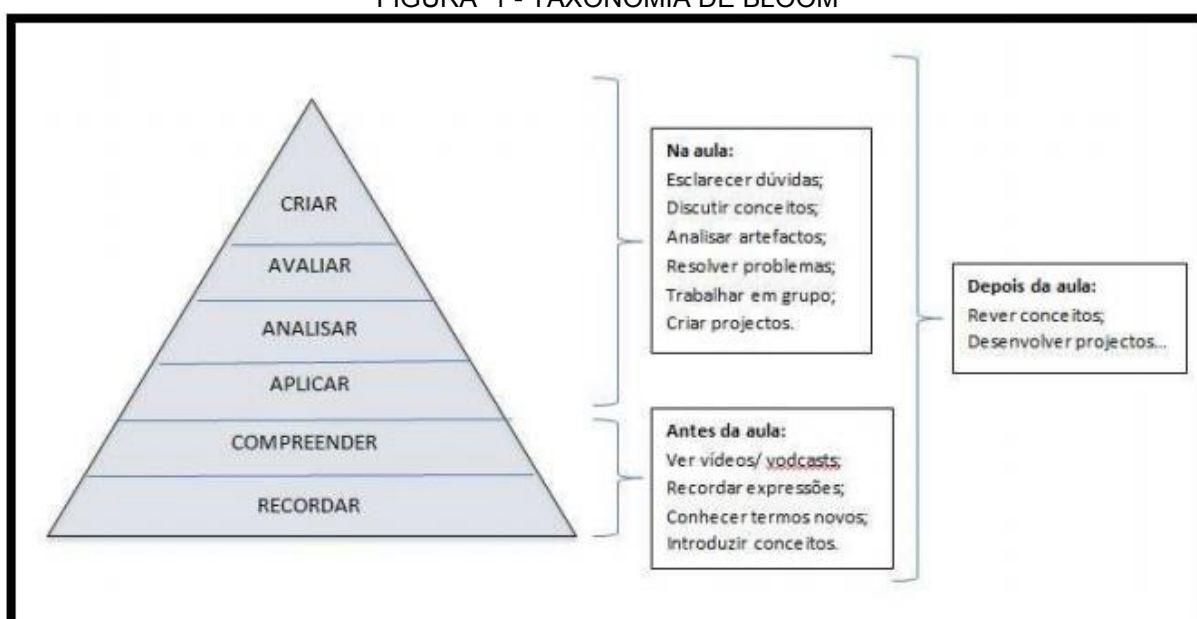 FIGURA 1 - TAXONOMIA DE BLOOM
CRIAR
AVALIAR
ANALISAR
APLICAR
COMPREENDER
RECORDAR
Na aula:
Esclarecer dúvidas;
Discutir conceitos;
Analisar artefactos;
Resolver problemas;
Trabalhar em grupo;
Criar projectos.
Antes da aula:
Ver vídeos/ vodcasts;
Recordar expressões;
Conhecer termos novos;
Introduzir conceitos.
Depois da aula:
Rever conceitos;
Desenvolver projectos...